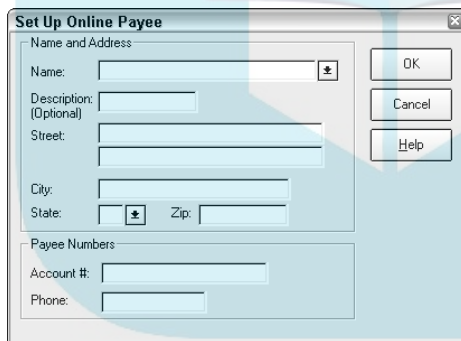 Set Up Online Payee
Name and Address
Name:
Description:
(Optional)
Street:
City:
State:
Zip:
Payee Numbers
Account #:
Phone:
OK
Cancel
Help